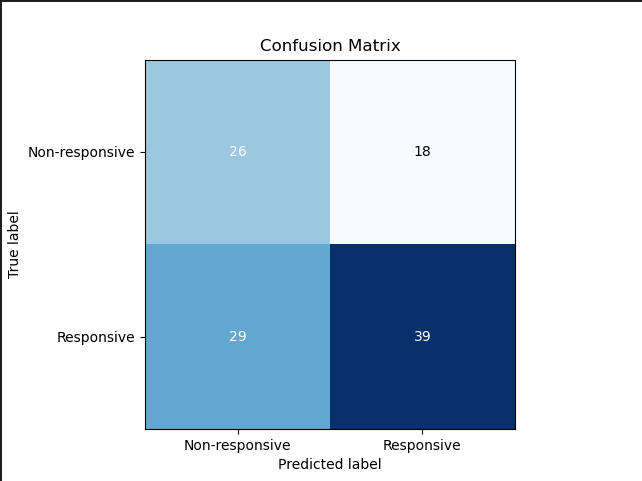 Confusion Matrix
Non-responsive
26
18
True label
Responsive
29
39
Non-responsive
Responsive
Predicted label